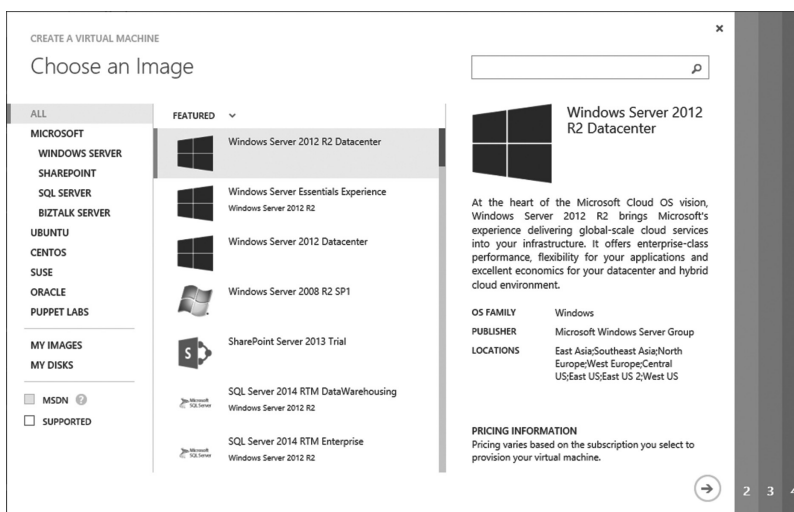 CREATE A VIRTUAL MACHINE
Choose an Image
ALL
MICROSOFT
WINDOWS SERVER
SHAREPOINT
SQL SERVER
BIZTALK SERVER
UBUNTU
CENTOS
SUSE
ORACLE
PUPPET LABS
MY IMAGES
MY DISKS
MSDN ?
SUPPORTED
FEATURED
Windows Server 2012 R2 Datacenter
Windows Server Essentials Experience
Windows Server 2012 R2
Windows Server 2012 Datacenter
Windows Server 2008 R2 SP1
S
SharePoint Server 2013 Trial
Microsoft
SQL Server
SQL Server 2014 RTM DataWarehousing
Windows Server 2012 R2
Microsoft
SQL Server
SQL Server 2014 RTM Enterprise
Windows Server 2012 R2
Windows Server 2012
R2 Datacenter
At the heart of the Microsoft Cloud OS vision,
Windows Server 2012 R2 brings Microsoft's
experience delivering global-scale cloud services
into your infrastructure. It offers enterprise-class
performance, flexibility for your applications and
excellent economics for your datacenter and hybrid
cloud environment.
OS FAMILY Windows
PUBLISHER Microsoft Windows Server Group
LOCATIONS East Asia;Southeast Asia;North
Europe;West Europe;Central
US;East US;East US 2;West US
PRICING INFORMATION
Pricing varies based on the subscription you select to
provision your virtual machine.
2 3 4